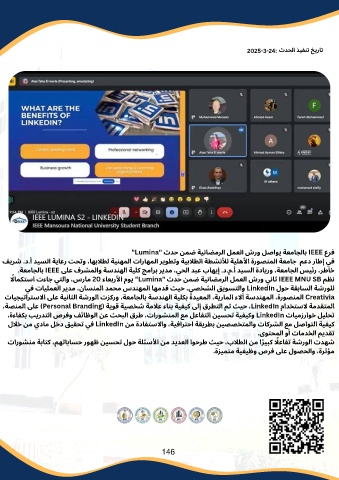 تاريخ تنفيذ الحدث :24-3-2025
WHAT ARE THE
BENEFITS OF
LINKEDIN?
Professional networking
Business growth
IEEE LUMINA S2 - LINKEDIN
IEEE Mansoura National University Student Branch
فرع IEEE بالجامعة يواصل ورش العمل الرمضانية ضمن حدث "Lumina"
في إطار دعم جامعة المنصورة الأهلية للأنشطة الطلابية وتطوير المهارات المهنية لطلابها، وتحت رعاية السيد أ.د. شريف
خاطر، رئيس الجامعة، وريادة السيد أ.م.د. إيهاب عبد الحي، مدير برامج كلية الهندسة والمشرف على IEEE بالجامعة.
نظم IEEE MNU SB ثاني ورش العمل الرمضانية ضمن حدث "Lumina" يوم الأربعاء 20 مارس، والتي جاءت استكمالًا
للورشة السابقة حول LinkedIn والتسويق الشخصي، حيث قدمها المهندس محمد المنسان، مدير العمليات في
Creativia المنصورة، المهندسة آلاء المارية، المعيدة بكلية الهندسة بالجامعة، وركزت الورشة الثانية على الاستراتيجيات
المتقدمة لاستخدام LinkedIn، حيث تم التطرق إلى كيفية بناء علامة شخصية قوية (Personal Branding) على المنصة،
تحليل خوارزميات LinkedIn وكيفية تحسين التفاعل مع المنشورات، طرق البحث عن الوظائف وفرص التدريب بكفاءة،
كيفية التواصل مع الشركات والمتخصصين بطريقة احترافية، والاستفادة من LinkedIn في تحقيق دخل مادي من خلال
تقديم الخدمات أو المحتوى.
شهدت الورشة تفاعلًا كبيرًا من الطلاب، حيث طرحوا العديد من الأسئلة حول تحسين ظهور حساباتهم، كتابة منشورات
مؤثرة، والحصول على فرص وظيفية متميزة.
146